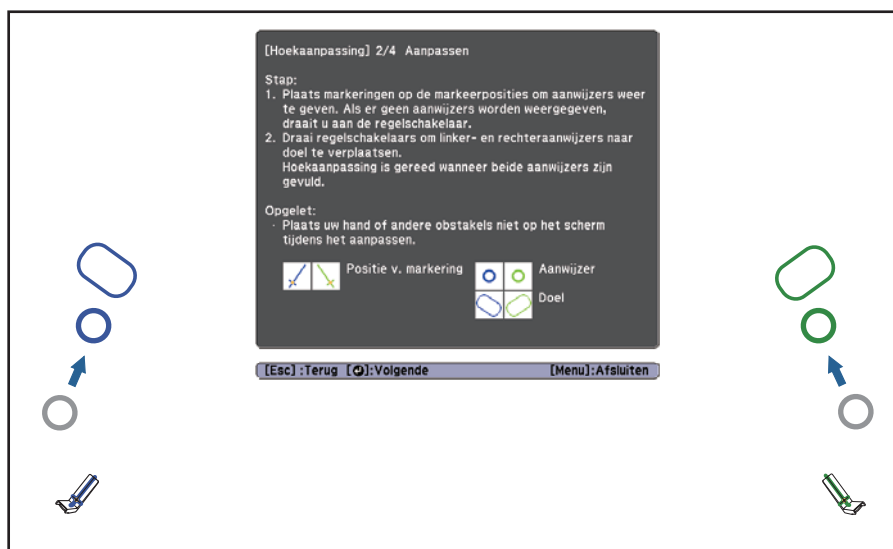 [Hoekaanpassing] 2/4 Aanpassen
Stap:
1. Plaats markeringen op de markeerposities om aanwijzers weer
te geven. Als er geen aanwijzers worden weergegeven,
draait u aan de regelschakelaar.
2. Draai regelschakelaars om linker- en rechteraanwijzers naar
doel te verplaatsen.
Hoekaanpassing is gereed wanneer beide aanwijzers zijn
gevuld.
Opgelet:
· Plaats uw hand of andere obstakels niet op het scherm
tijdens het aanpassen.
Positie v. markering
Aanwijzer
Doel
[Esc] :Terug [⏎]:Volgende [Menu]:Afsluiten